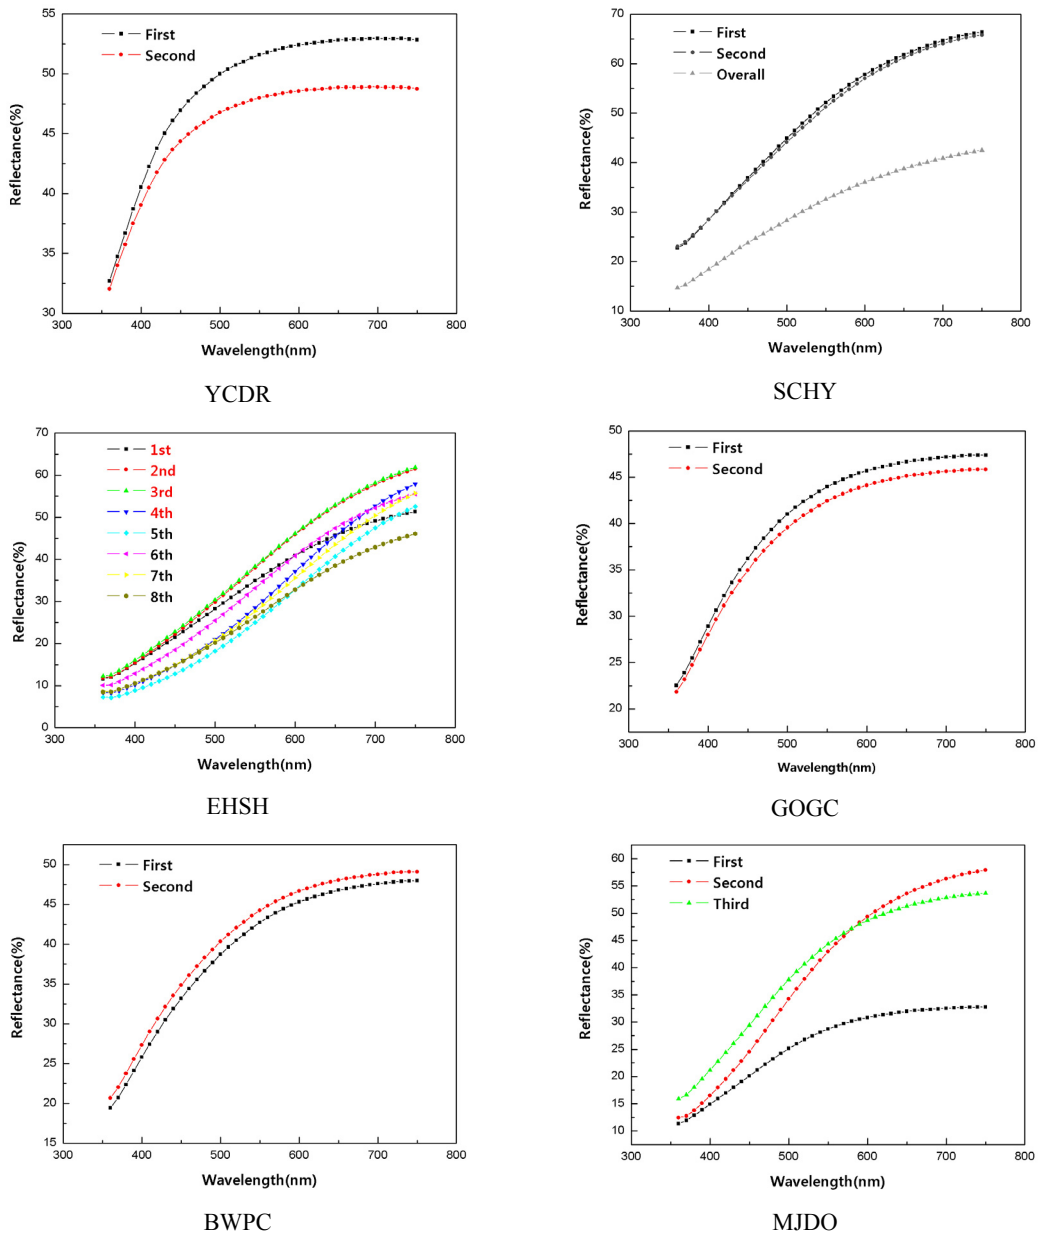 55
50
45
40
35
30
300 400 500 600 700 800
Reflectance(%)
Wavelength(nm)
First
Second
YCDR
70
60
50
40
30
20
10
300 400 500 600 700 800
Reflectance(%)
Wavelength(nm)
First
Second
Overall
SCHY
70
60
50
40
30
20
10
0
300 400 500 600 700 800
Reflectance(%)
Wavelength(nm)
1st
2nd
3rd
4th
5th
6th
7th
8th
EHSH
50
45
40
35
30
25
20
300 400 500 600 700 800
Reflectance(%)
Wavelength(nm)
First
Second
GOGC
50
45
40
35
30
25
20
15
300 400 500 600 700 800
Reflectance(%)
Wavelength(nm)
First
Second
BWPC
60
55
50
45
40
35
30
25
20
15
10
300 400 500 600 700 800
Reflectance(%)
Wavelength(nm)
First
Second
Third
MJDO